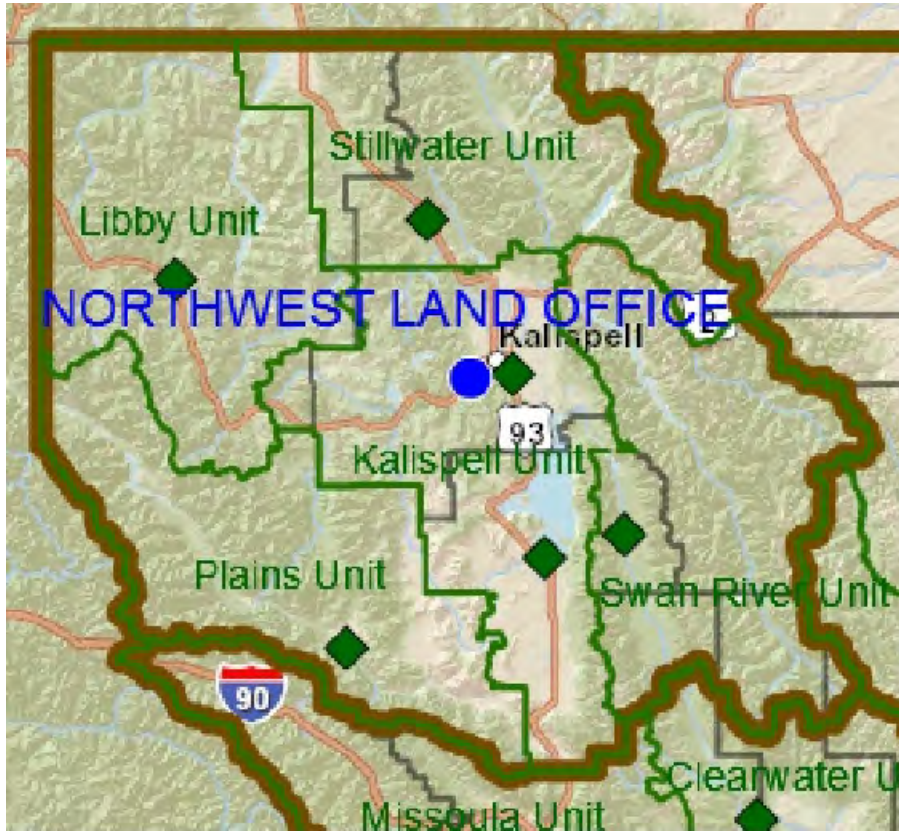 Stillwater Unit
Libby Unit
NORTHWEST LAND OFFICE
Kalispell
93
Kalispell Unit
Plains Unit
Swan River Unit
90
Clearwater U
Missoula Unit